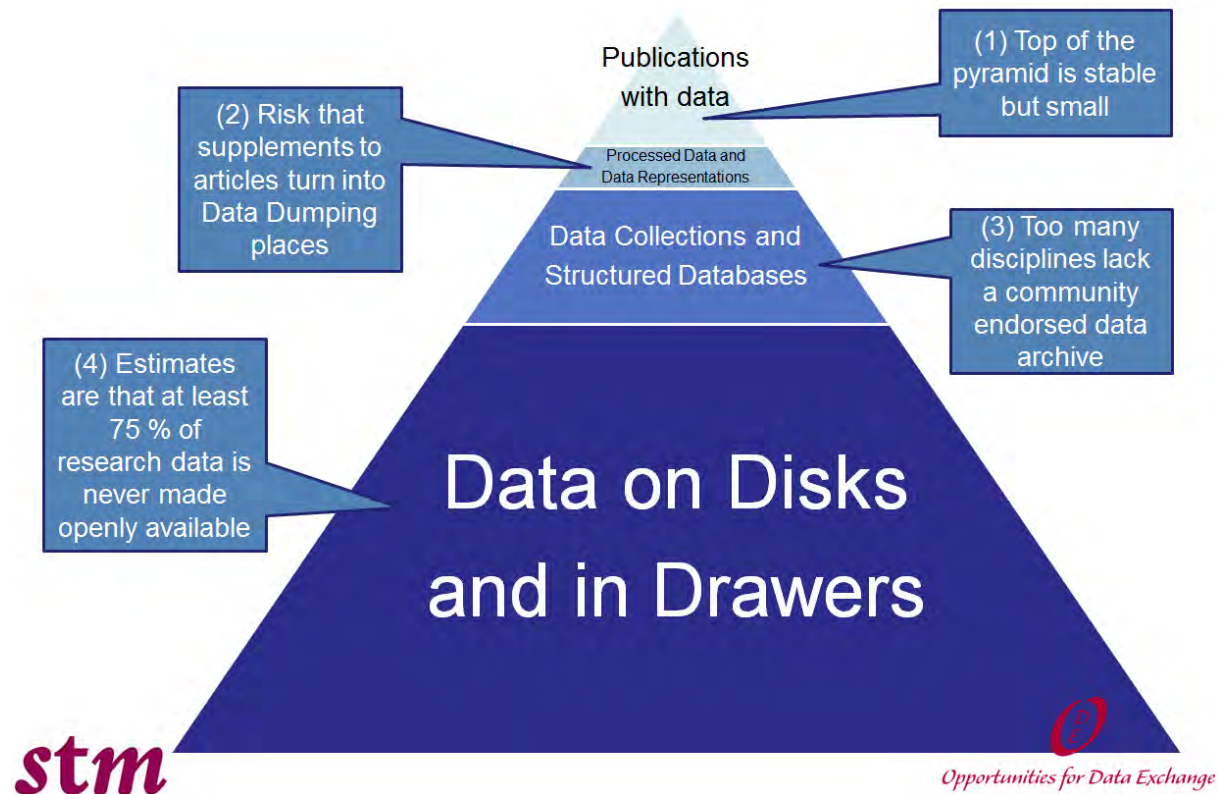 Publications
with data
(1) Top of the
pyramid is stable
but small
(2) Risk that
supplements to
articles turn into
Data Dumping
places
Processed Data and
Data Representations
Data Collections and
Structured Databases
(3) Too many
disciplines lack
a community
endorsed data
archive
(4) Estimates
are that at least
75 % of
research data is
never made
openly available
Data on Disks
and in Drawers
stm
ODE
Opportunities for Data Exchange